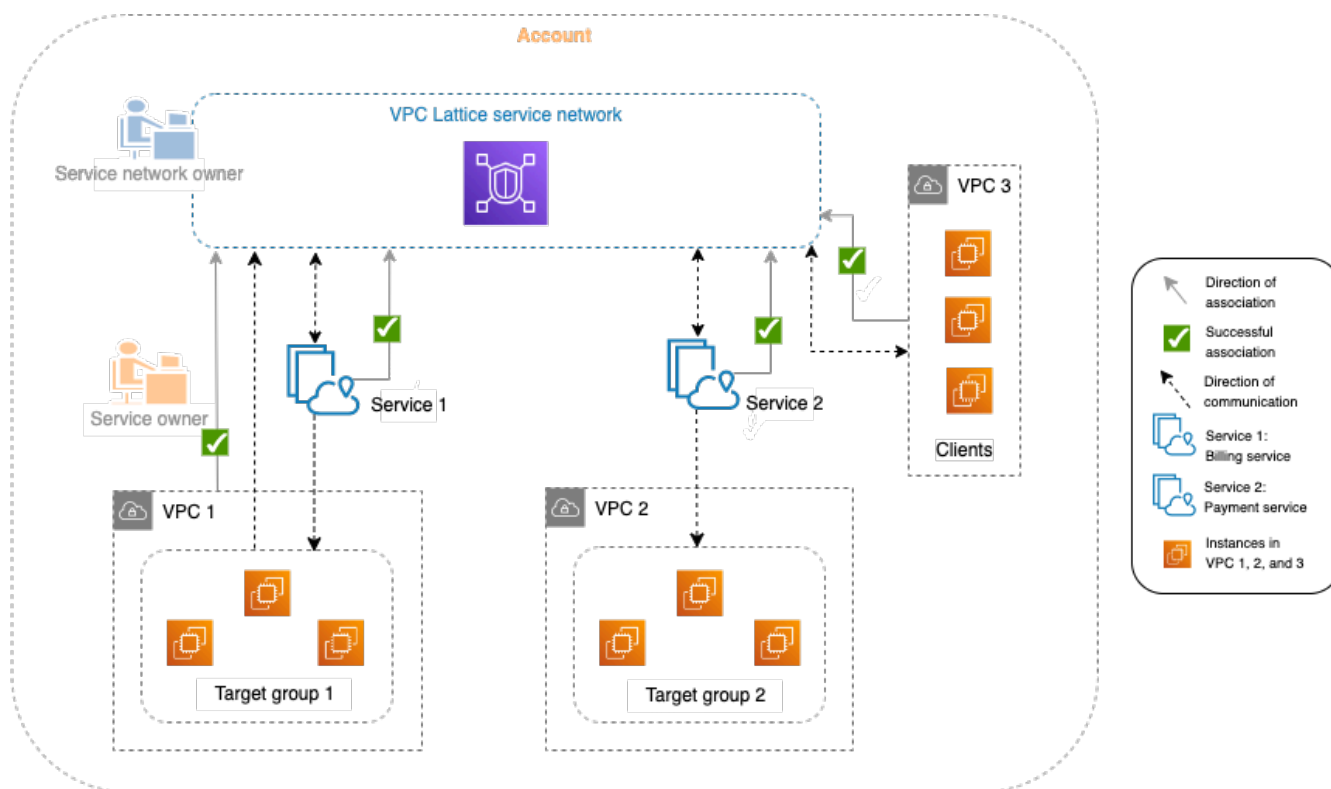 Account
VPC Lattice service network
Service network owner
VPC 3
Clients
Service 1
Service 2
Service owner
VPC 1
Target group 1
VPC 2
Target group 2
Direction of
association
Successful
association
Direction of
communication
Service 1:
Billing service
Service 2:
Payment service
Instances in
VPC 1, 2, and 3